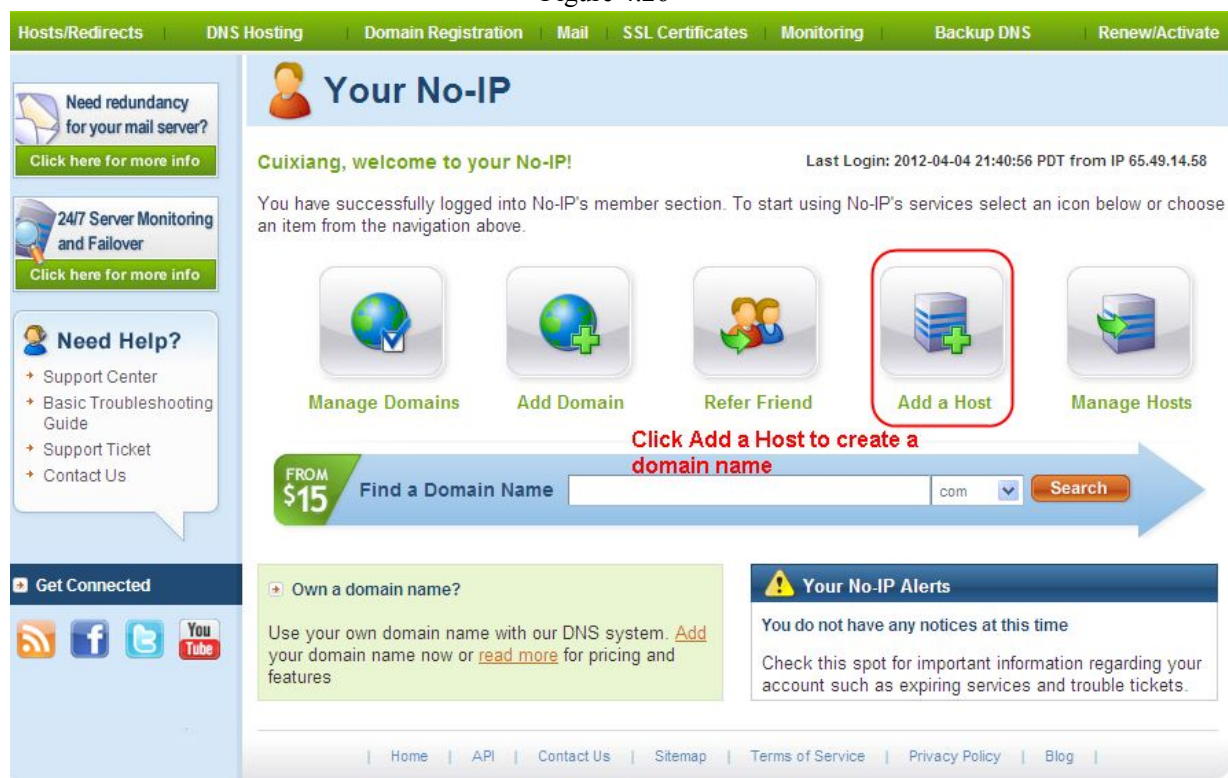 Hosts/Redirects | DNS Hosting | Domain Registration | Mail | SSL Certificates | Monitoring | Backup DNS | Renew/Activate
Need redundancy
for your mail server?
Click here for more info
24/7 Server Monitoring
and Failover
Click here for more info
Need Help?
Support Center
Basic Troubleshooting
Guide
Support Ticket
Contact Us
Get Connected
You
Tube
Your No-IP
Cuixiang, welcome to your No-IP!
Last Login: 2012-04-04 21:40:56 PDT from IP 65.49.14.58
You have successfully logged into No-IP's member section. To start using No-IP's services select an icon below or choose
an item from the navigation above.
Manage Domains
Add Domain
Refer Friend
Add a Host
Manage Hosts
Click Add a Host to create a
domain name
FROM
$15
Find a Domain Name
com
Search
Own a domain name?
Use your own domain name with our DNS system. Add
your domain name now or read more for pricing and
features
Your No-IP Alerts
You do not have any notices at this time
Check this spot for important information regarding your
account such as expiring services and trouble tickets.
| Home | API | Contact Us | Sitemap | Terms of Service | Privacy Policy | Blog |